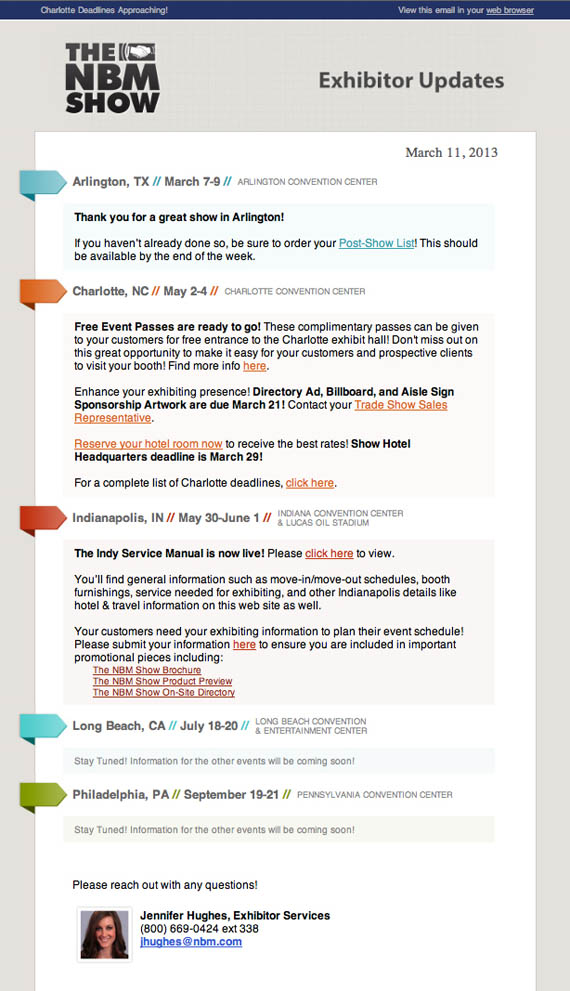 Charlotte Deadlines Approaching!
View this email in your web browser
THE
NBM
SHOW
Exhibitor Updates
March 11, 2013
Arlington, TX // March 7-9 // ARLINGTON CONVENTION CENTER
Thank you for a great show in Arlington!
If you haven't already done so, be sure to order your Post-Show List! This should
be available by the end of the week.
Charlotte, NC // May 2-4 // CHARLOTTE CONVENTION CENTER
Free Event Passes are ready to go! These complimentary passes can be given
to your customers for free entrance to the Charlotte exhibit hall! Don't miss out on
this great opportunity to make it easy for your customers and prospective clients
to visit your booth! Find more info here.
Enhance your exhibiting presence! Directory Ad, Billboard, and Aisle Sign
Sponsorship Artwork are due March 21! Contact your Trade Show Sales
Representative.
Reserve your hotel room now to receive the best rates! Show Hotel
Headquarters deadline is March 29!
For a complete list of Charlotte deadlines, click here.
Indianapolis, IN // May 30-June 1 // INDIANA CONVENTION CENTER
& LUCAS OIL STADIUM
The Indy Service Manual is now live! Please click here to view.
You'll find general information such as move-in/move-out schedules, booth
furnishings, service needed for exhibiting, and other Indianapolis details like
hotel & travel information on this web site as well.
Your customers need your exhibiting information to plan their event schedule!
Please submit your information here to ensure you are included in important
promotional pieces including:
The NBM Show Brochure
The NBM Show Product Preview
The NBM Show On-Site Directory
Long Beach, CA // July 18-20 // LONG BEACH CONVENTION
& ENTERTAINMENT CENTER
Stay Tuned! Information for the other events will be coming soon!
Philadelphia, PA // September 19-21 // PENNSYLVANIA CONVENTION CENTER
Stay Tuned! Information for the other events will be coming soon!
Please reach out with any questions!
Jennifer Hughes, Exhibitor Services
(800) 669-0424 ext 338
jhughes@nbm.com